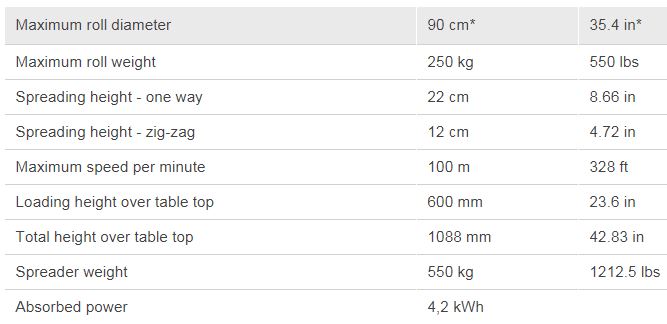 Maximum roll diameter 90 cm* 35.4 in*
Maximum roll weight 250 kg 550 lbs
Spreading height - one way 22 cm 8.66 in
Spreading height - zig-zag 12 cm 4.72 in
Maximum speed per minute 100 m 328 ft
Loading height over table top 600 mm 23.6 in
Total height over table top 1088 mm 42.83 in
Spreader weight 550 kg 1212.5 lbs
Absorbed power 4,2 kWh